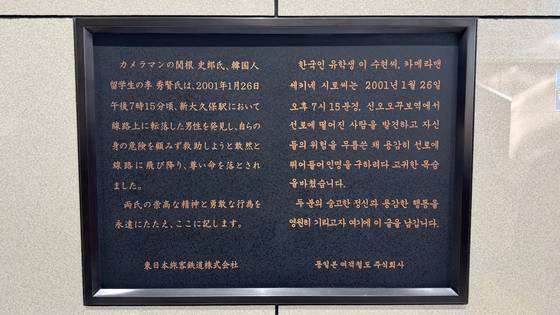 カメラマンの関根 史郎氏、韓国人
留学生の李 秀賢氏は、2001年1月26日
午後7時15分頃、新大久保駅において
線路上に転落した男性を発見し、自らの
身の危険を顧みず救助しようと敢然と
線路に飛び降り、尊い命を落とされ
ました。
両氏の崇高な精神と勇敢な行為を
永遠にたたえ、ここに記します。
東日本旅客鉄道株式会社
한국인 유학생 이 수현씨, 카메라맨
세키네 시로씨는 2001년 1월 26일
오후 7시 15분경, 신오오쿠보역에서
선로에 떨어진 사람을 발견하고 자신
들의 위험을 무릅쓴 채 용감히 선로에
뛰어들어 인명을 구하려다 고귀한 목숨
을 바쳤습니다.
두 분의 숭고한 정신과 용감한 행동을
영원히 기리고자 여기에 이 글을 남깁니다.
동일본 여객철도 주식회사